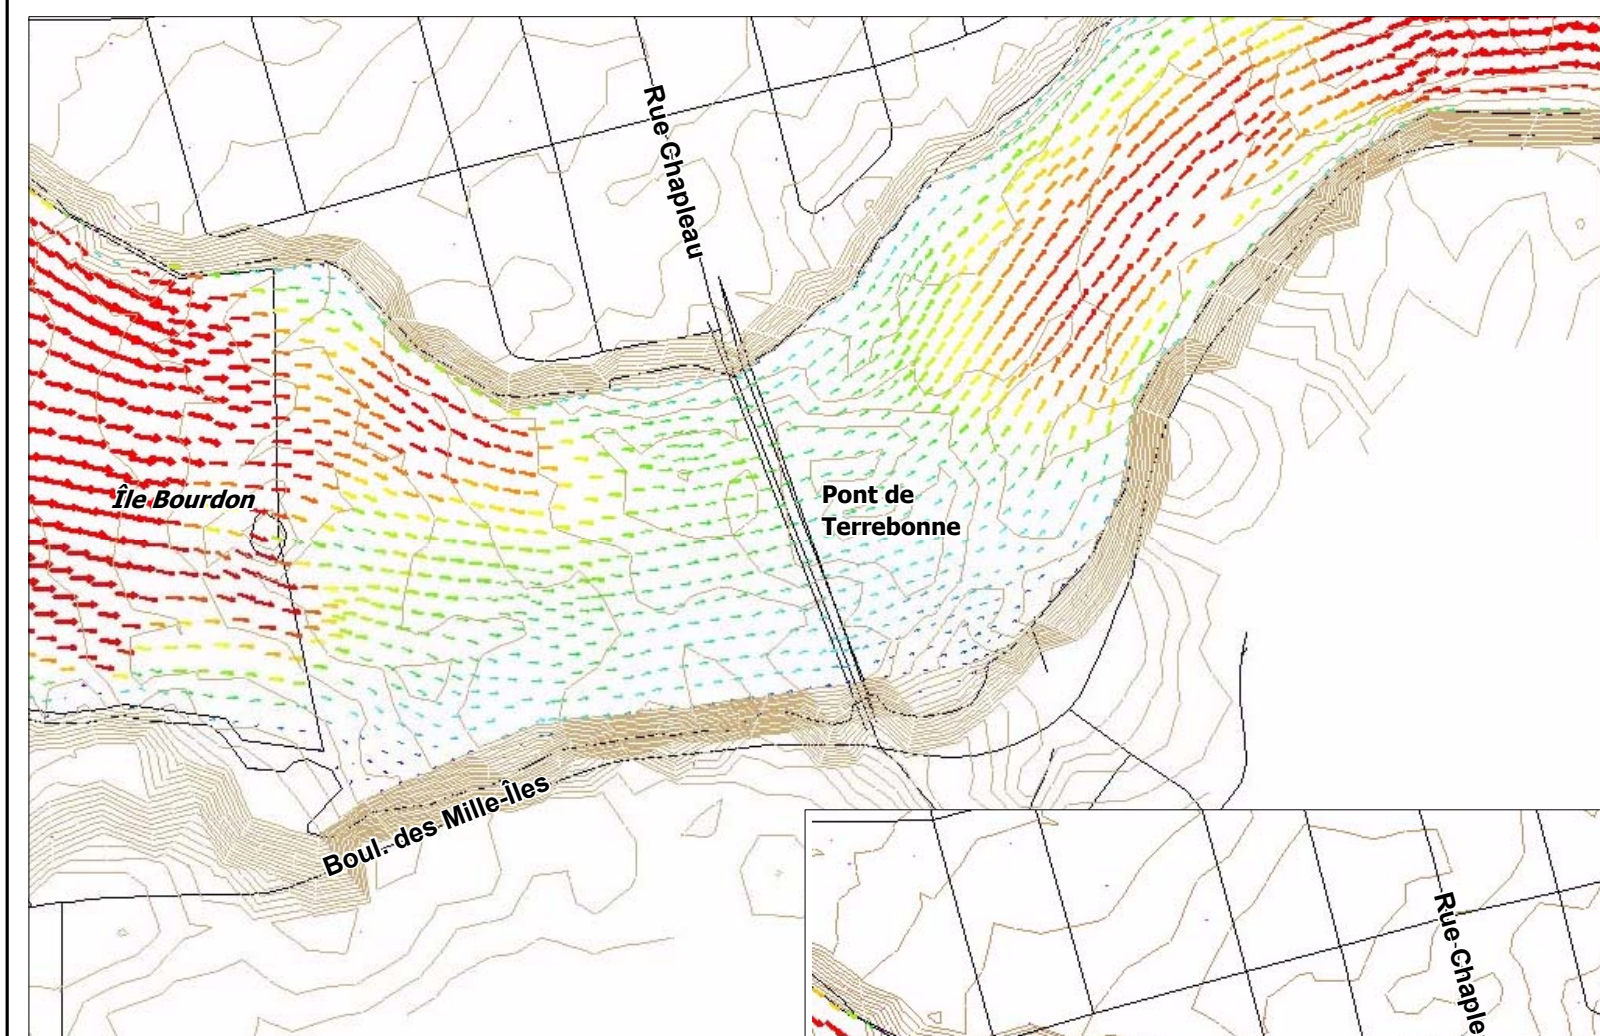 Rue Chapleau
Île Bourdon
Pont de
Terrebonne
Boul. des Mille-Îles
Rue Chaple